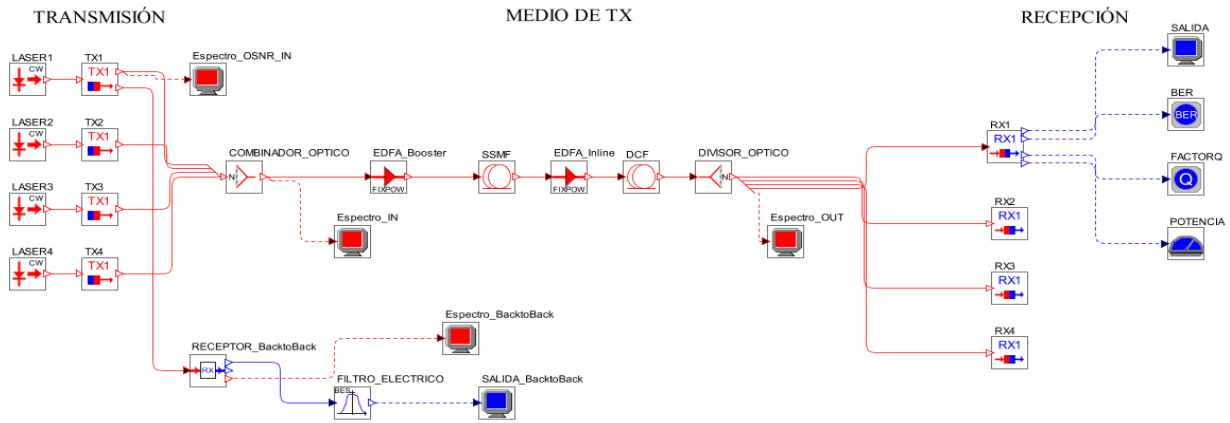 TRANSMISIÓN
MEDIO DE TX
RECEPCIÓN
LASER1
CW
TX1
TX1
Espectro_OSNR_IN
LASER2
CW
TX2
TX1
LASER3
CW
TX3
TX1
LASER4
CW
TX4
TX1
COMBINADOR_OPTICO
N
Espectro_IN
EDFA_Booster
FIXPOW
SSMF
EDFA_Inline
FIXPOW
DCF
DIVISOR_OPTICO
N
Espectro_OUT
RX1
RX1
RX2
RX1
RX3
RX1
RX4
RX1
SALIDA
BER
BER
FACTORQ
Q
POTENCIA
Espectro_BacktoBack
RECEPTOR_BacktoBack
RX
FILTRO_ELECTRICO
BES
SALIDA_BacktoBack